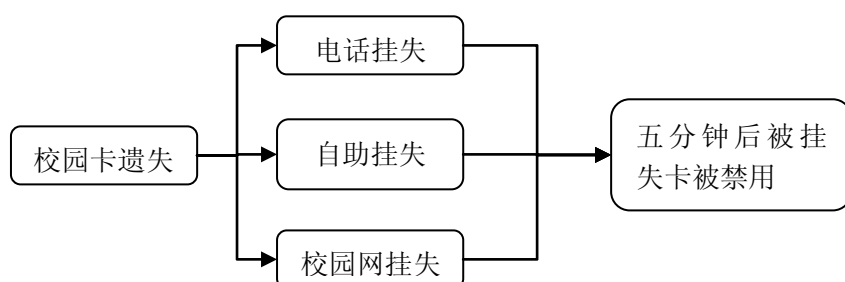 电话挂失
校园卡遗失
自助挂失
五分钟后被挂
失卡被禁用
校园网挂失